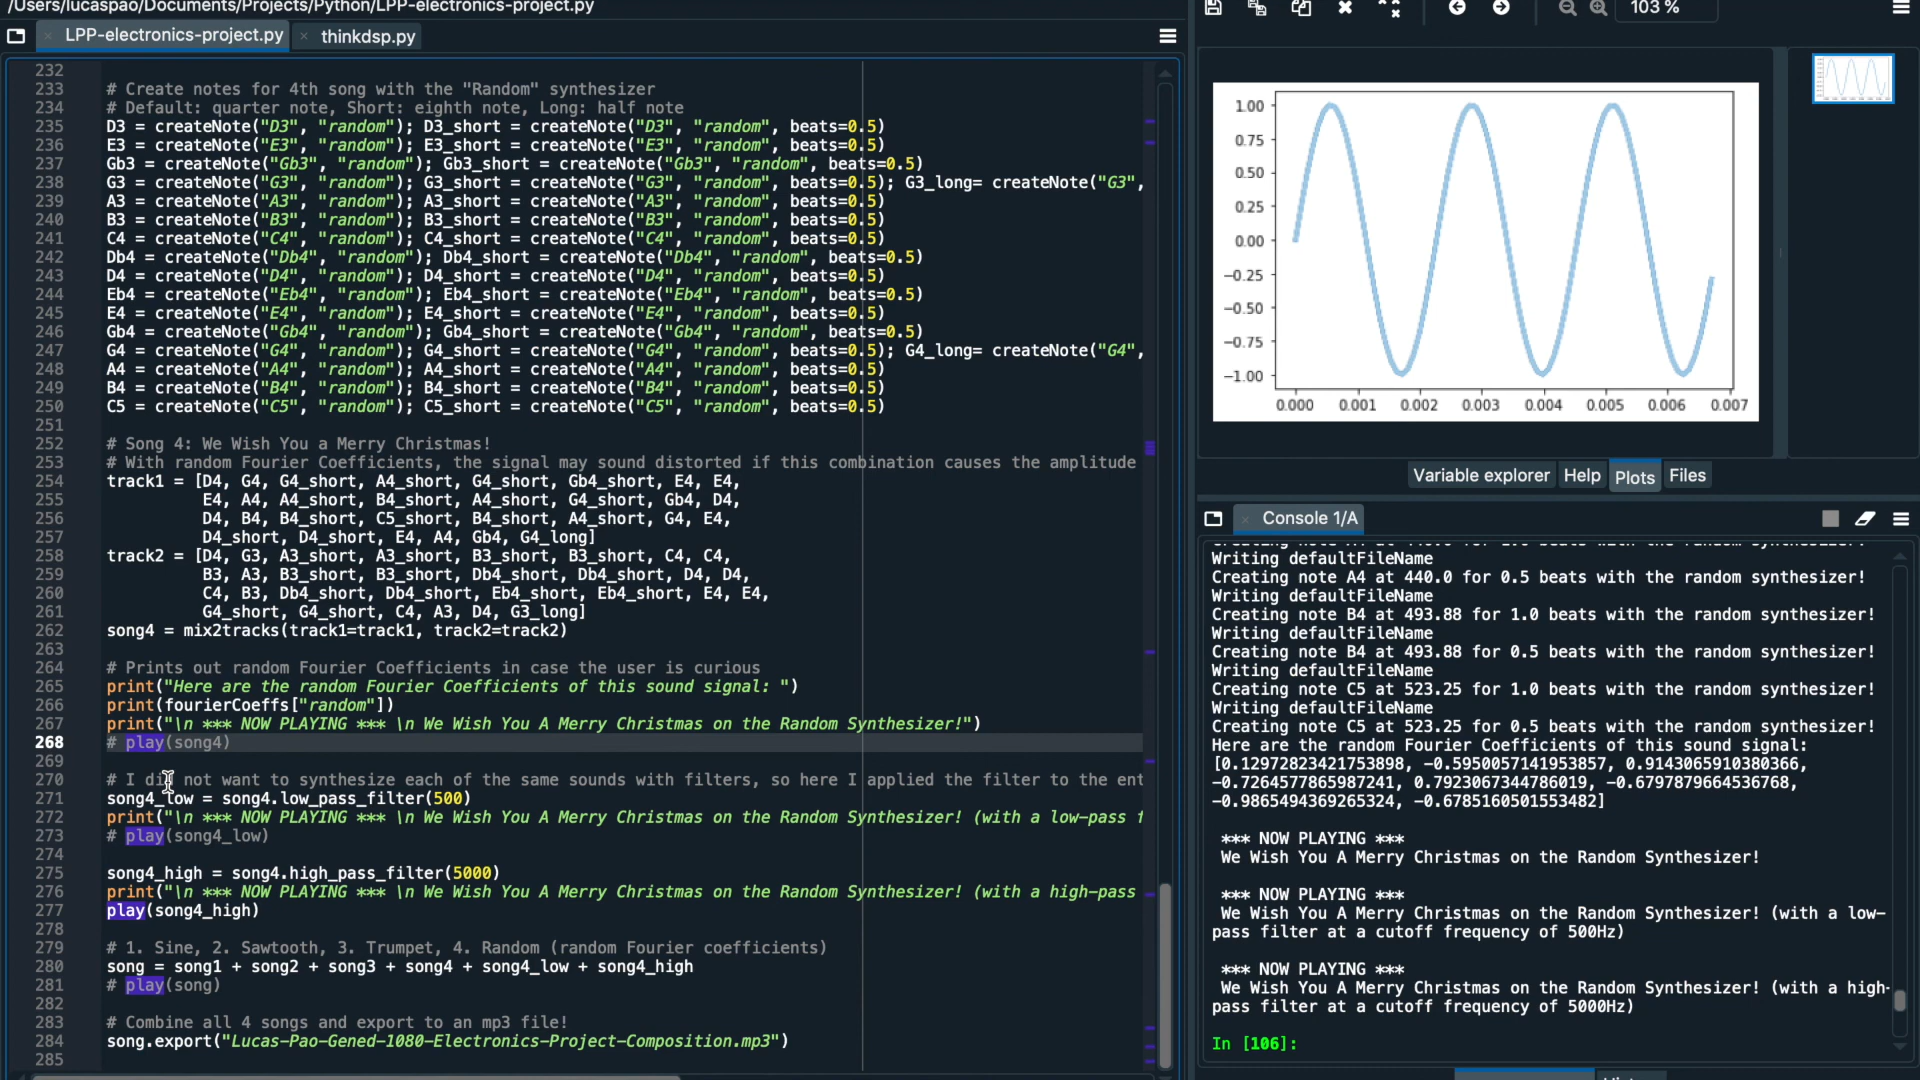 /Users/lucaspao/Documents/Projects/Python/LPP-electronics-project.py
LPP-electronics-project.py
thinkdsp.py
232
233 # Create notes for 4th song with the "Random" synthesizer
234 # Default: quarter note, Short: eighth note, Long: half note
235 D3 = createNote("D3", "random"); D3_short = createNote("D3", "random", beats=0.5)
236 E3 = createNote("E3", "random"); E3_short = createNote("E3", "random", beats=0.5)
237 Gb3 = createNote("Gb3", "random"); Gb3_short = createNote("Gb3", "random", beats=0.5)
238 G3 = createNote("G3", "random"); G3_short = createNote("G3", "random", beats=0.5); G3_long= createNote("G3",
239 A3 = createNote("A3", "random"); A3_short = createNote("A3", "random", beats=0.5)
240 B3 = createNote("B3", "random"); B3_short = createNote("B3", "random", beats=0.5)
241 C4 = createNote("C4", "random"); C4_short = createNote("C4", "random", beats=0.5)
242 Db4 = createNote("Db4", "random"); Db4_short = createNote("Db4", "random", beats=0.5)
243 D4 = createNote("D4", "random"); D4_short = createNote("D4", "random", beats=0.5)
244 Eb4 = createNote("Eb4", "random"); Eb4_short = createNote("Eb4", "random", beats=0.5)
245 E4 = createNote("E4", "random"); E4_short = createNote("E4", "random", beats=0.5)
246 Gb4 = createNote("Gb4", "random"); Gb4_short = createNote("Gb4", "random", beats=0.5)
247 G4 = createNote("G4", "random"); G4_short = createNote("G4", "random", beats=0.5); G4_long= createNote("G4",
248 A4 = createNote("A4", "random"); A4_short = createNote("A4", "random", beats=0.5)
249 B4 = createNote("B4", "random"); B4_short = createNote("B4", "random", beats=0.5)
250 C5 = createNote("C5", "random"); C5_short = createNote("C5", "random", beats=0.5)
251
252 # Song 4: We Wish You a Merry Christmas!
253 # With random Fourier Coefficients, the signal may sound distorted if this combination causes the amplitude
254 track1 = [D4, G4, G4_short, A4_short, G4_short, Gb4_short, E4, E4,
255 E4, A4, A4_short, B4_short, A4_short, G4_short, Gb4, D4,
256 D4, B4, B4_short, C5_short, B4_short, A4_short, G4, E4,
257 D4_short, D4_short, E4, A4, Gb4, G4_long]
258 track2 = [D4, G3, A3_short, A3_short, B3_short, B3_short, C4, C4,
259 B3, A3, B3_short, B3_short, Db4_short, Db4_short, D4, D4,
260 C4, B3, Db4_short, Db4_short, Eb4_short, Eb4_short, E4, E4,
261 G4_short, G4_short, C4, A3, D4, G3_long]
262 song4 = mix2tracks(track1=track1, track2=track2)
263
264 # Prints out random Fourier Coefficients in case the user is curious
265 print("Here are the random Fourier Coefficients of this sound signal: ")
266 print(fourierCoeffs["random"])
267 print("\n *** NOW PLAYING *** \n We Wish You A Merry Christmas on the Random Synthesizer!")
268 # play(song4)
269
270 # I did not want to synthesize each of the same sounds with filters, so here I applied the filter to the ent
271 song4_low = song4.low_pass_filter(500)
272 print("\n *** NOW PLAYING *** \n We Wish You A Merry Christmas on the Random Synthesizer! (with a low-pass f
273 # play(song4_low)
274
275 song4_high = song4.high_pass_filter(5000)
276 print("\n *** NOW PLAYING *** \n We Wish You A Merry Christmas on the Random Synthesizer! (with a high-pass
277 play(song4_high)
278
279 # 1. Sine, 2. Sawtooth, 3. Trumpet, 4. Random (random Fourier coefficients)
280 song = song1 + song2 + song3 + song4 + song4_low + song4_high
281 # play(song)
282
283 # Combine all 4 songs and export to an mp3 file!
284 song.export("Lucas-Pao-Gened-1080-Electronics-Project-Composition.mp3")
285
103 %
1.00
0.75
0.50
0.25
0.00
−0.25
−0.50
−0.75
−1.00
0.000 0.001 0.002 0.003 0.004 0.005 0.006 0.007
Variable explorer Help Plots Files
Console 1/A
Writing defaultFileName
Creating note A4 at 440.0 for 0.5 beats with the random synthesizer!
Writing defaultFileName
Creating note B4 at 493.88 for 1.0 beats with the random synthesizer!
Writing defaultFileName
Creating note B4 at 493.88 for 0.5 beats with the random synthesizer!
Writing defaultFileName
Creating note C5 at 523.25 for 1.0 beats with the random synthesizer!
Writing defaultFileName
Creating note C5 at 523.25 for 0.5 beats with the random synthesizer!
Here are the random Fourier Coefficients of this sound signal:
[0.12972823421753898, -0.5950057141953857, 0.9143065910380366,
-0.7264577865987241, 0.7923067344786019, -0.6797879664536768,
-0.9865494369265324, -0.6785160501553482]
*** NOW PLAYING ***
We Wish You A Merry Christmas on the Random Synthesizer!
*** NOW PLAYING ***
We Wish You A Merry Christmas on the Random Synthesizer! (with a low-
pass filter at a cutoff frequency of 500Hz)
*** NOW PLAYING ***
We Wish You A Merry Christmas on the Random Synthesizer! (with a high-
pass filter at a cutoff frequency of 5000Hz)
In [106]: